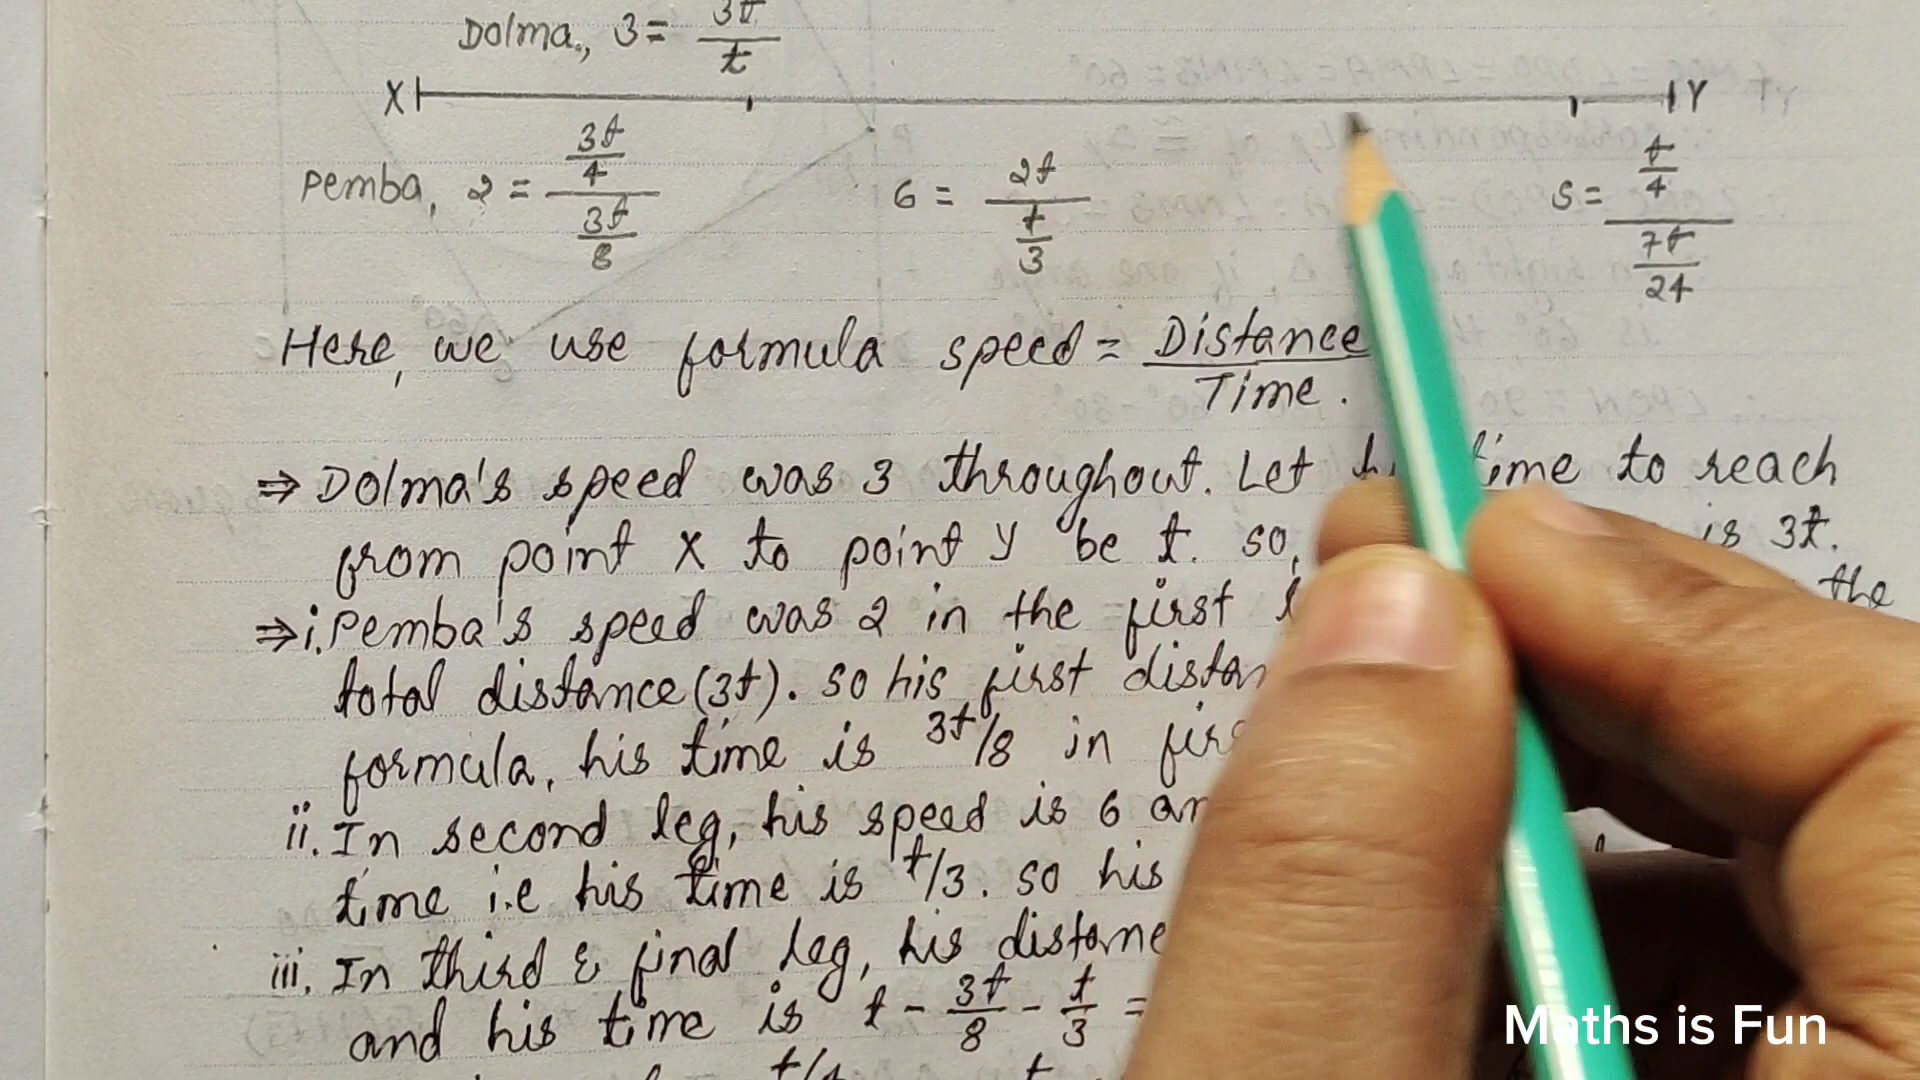 Dolma., 3 = 3t/t
X Y
Pemba, 2 = (3t/4)/(3t/8) 6 = 2t/(t/3) S = (t/4)/(7t/24)
Here, we use formula speed = Distance/Time.
⇒ Dolma's speed was 3 throughout. Let time to reach
from point X to point Y be t. so, is 3t.
⇒ i. Pemba's speed was 2 in the first the
total distance (3t). so his first
formula, his time is 3t/8 in
ii. In second leg, his speed is 6
time i.e his time is t/3. so his
iii. In third & final leg, his
and his time is t - 3t/8 - t/3 =
Maths is Fun